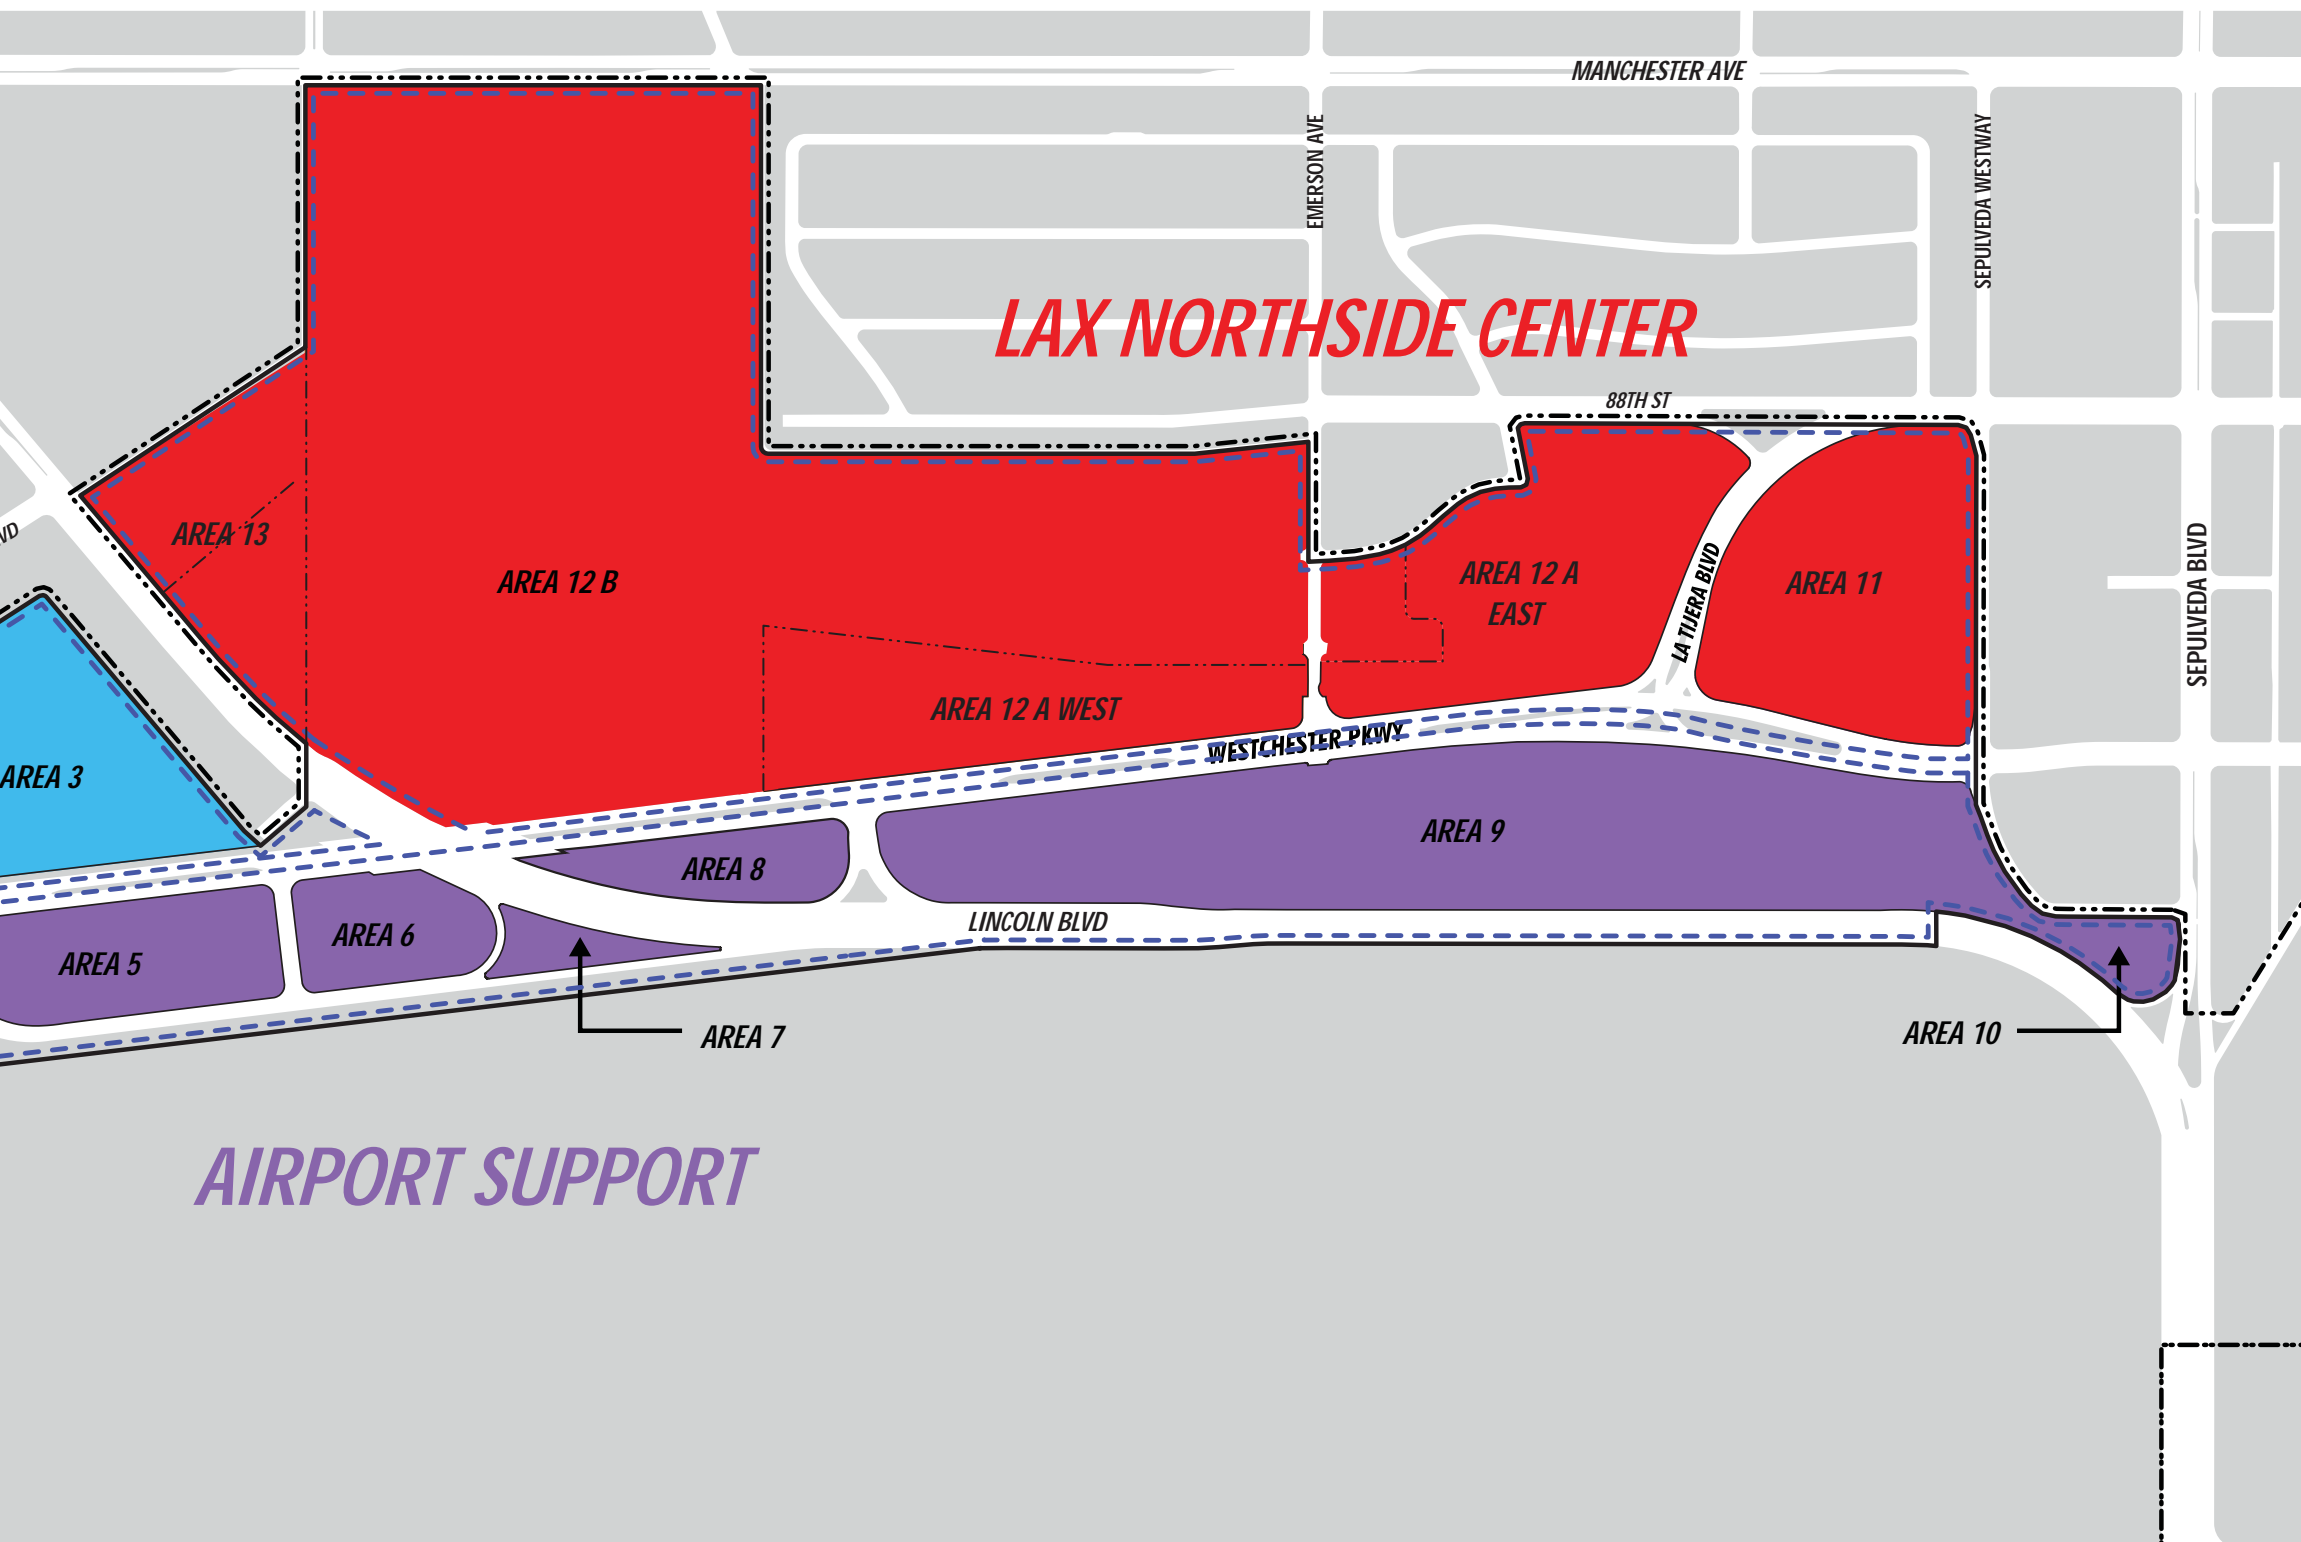 MANCHESTER AVE
EMERSON AVE
SEPULVEDA WESTWAY
LAX NORTHSIDE CENTER
88TH ST
AREA 13
AREA 12 B
AREA 12 A
EAST
AREA 11
LA TIJERA BLVD
SEPULVEDA BLVD
AREA 12 A WEST
WESTCHESTER PKWY
AREA 3
AREA 9
AREA 8
LINCOLN BLVD
AREA 6
AREA 5
AREA 7
AREA 10
AIRPORT SUPPORT